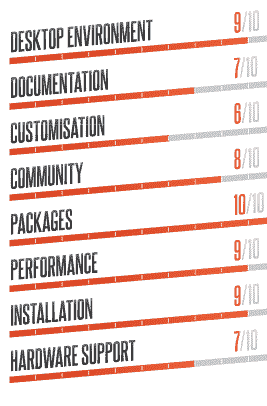 DESKTOP ENVIRONMENT 9/10
DOCUMENTATION 7/10
CUSTOMISATION 6/10
COMMUNITY 8/10
PACKAGES 10/10
PERFORMANCE 9/10
INSTALLATION 9/10
HARDWARE SUPPORT 7/10